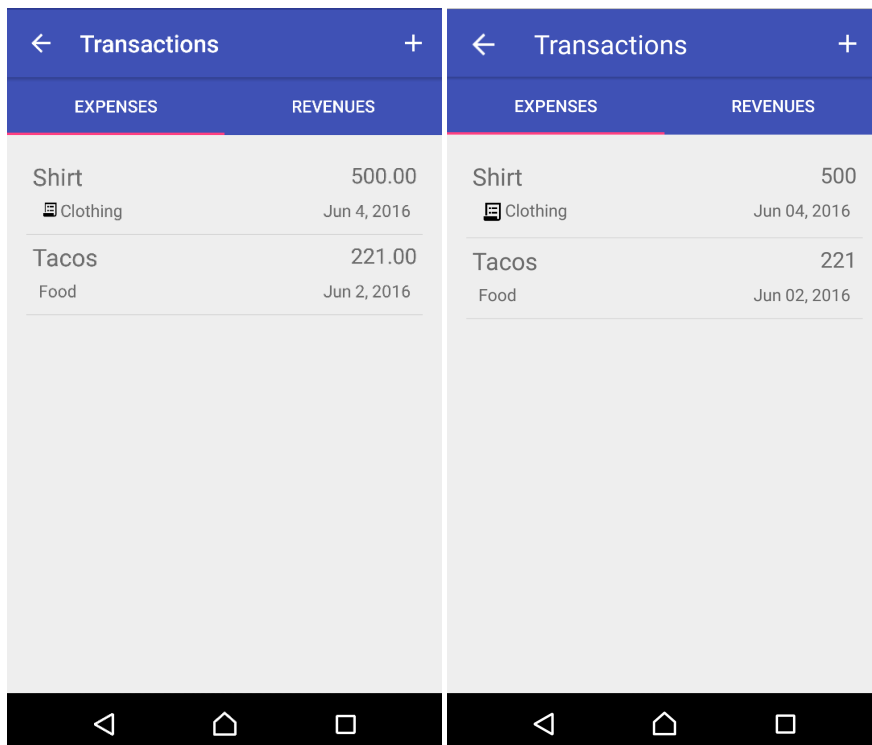 Transactions
EXPENSES REVENUES
Shirt 500.00
Clothing Jun 4, 2016
Tacos 221.00
Food Jun 2, 2016
Transactions
EXPENSES REVENUES
Shirt 500
Clothing Jun 04, 2016
Tacos 221
Food Jun 02, 2016